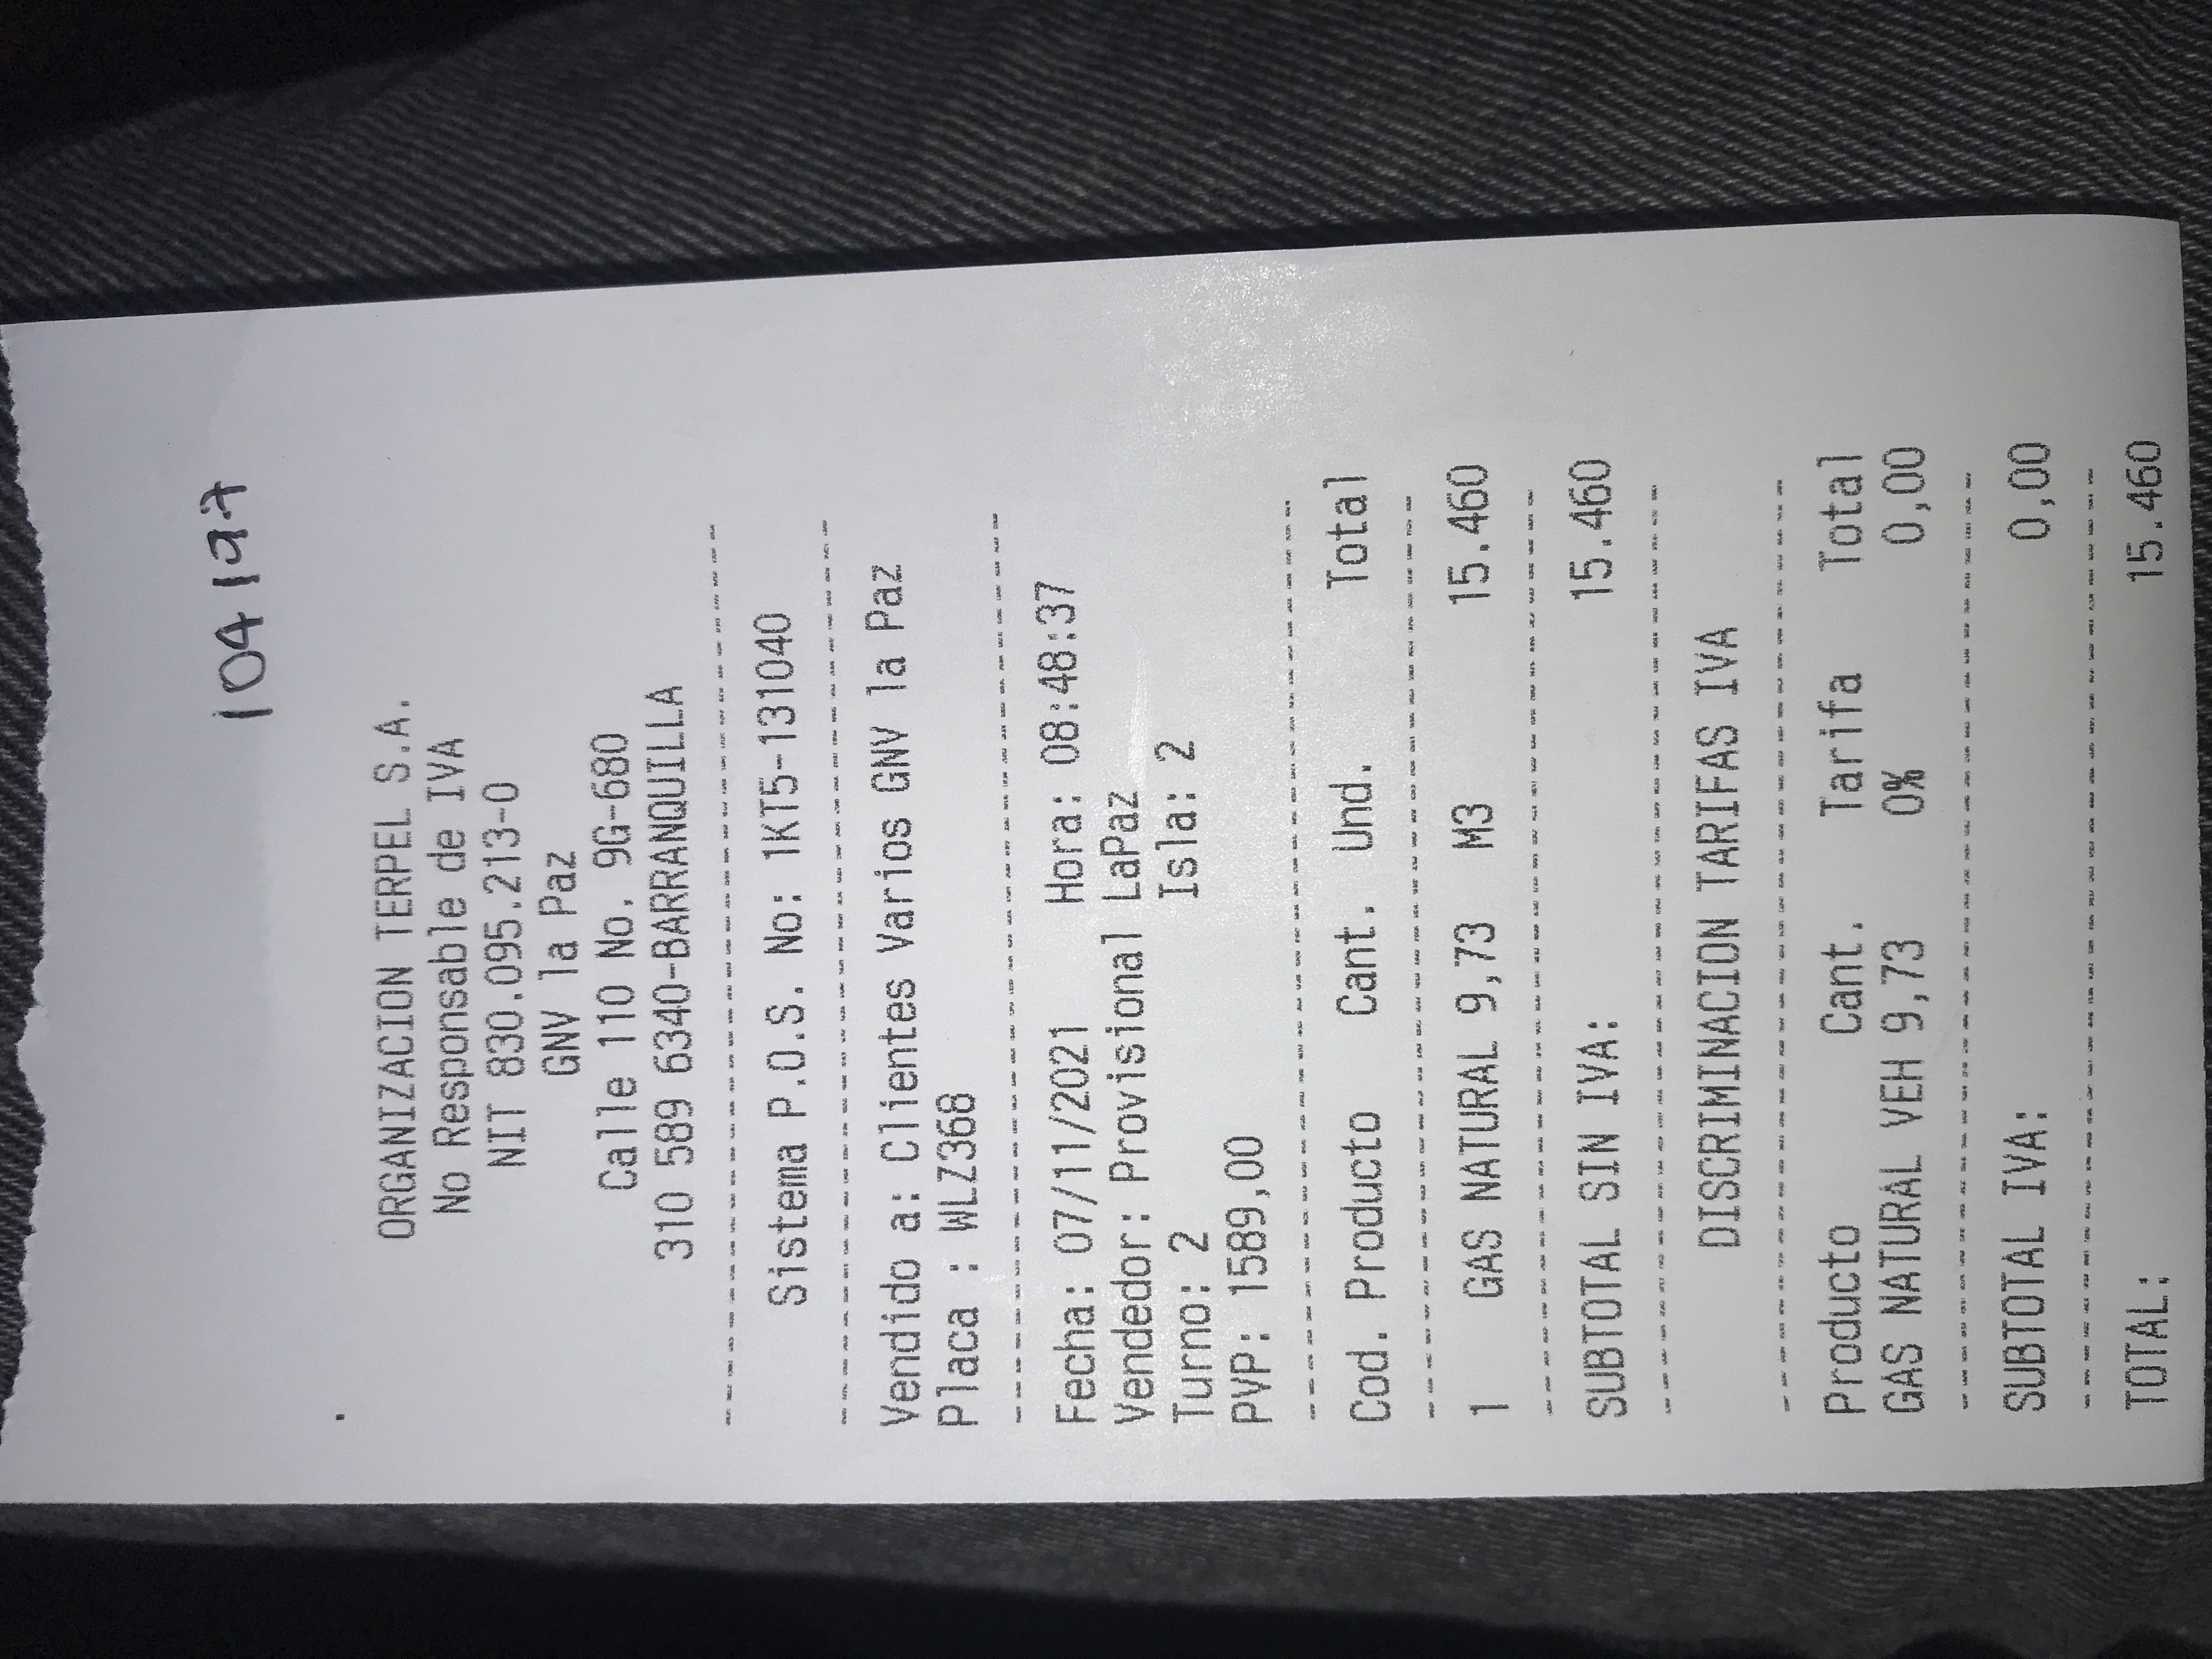 104197
ORGANIZACION TERPEL S.A.
No Responsable de IVA
NIT 830.095.213-0
GNV la Paz
Calle 110 No. 9G-680
310 589 6340-BARRANQUILLA
Sistema P.O.S. No: 1KT5-131040
Vendido a: Clientes Varios GNV la Paz
Placa : WLZ368
Fecha: 07/11/2021 Hora: 08:48:37
Vendedor: Provisional LaPaz
Turno: 2 Isla: 2
PVP: 1589,00
Cod. Producto Cant. Und. Total
1 GAS NATURAL 9,73 M3 15.460
SUBTOTAL SIN IVA: 15.460
DISCRIMINACION TARIFAS IVA
Producto Cant. Tarifa Total
GAS NATURAL VEH 9,73 0% 0,00
SUBTOTAL IVA: 0,00
TOTAL: 15.460